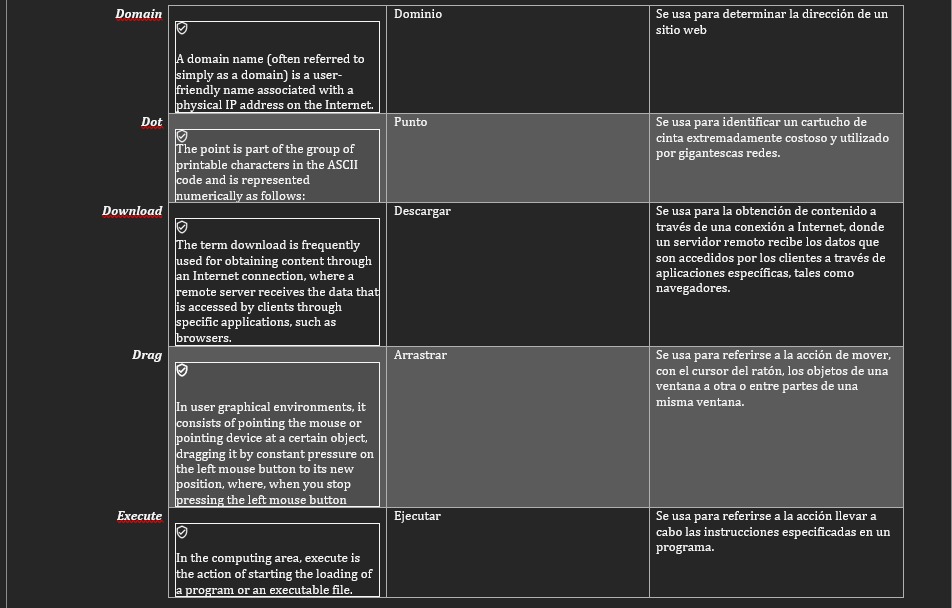 Domain
A domain name (often referred to
simply as a domain) is a user-
friendly name associated with a
physical IP address on the Internet.
Dominio
Se usa para determinar la dirección de un
sitio web
Dot
The point is part of the group of
printable characters in the ASCII
code and is represented
numerically as follows:
Punto
Se usa para identificar un cartucho de
cinta extremadamente costoso y utilizado
por gigantescas redes.
Download
The term download is frequently
used for obtaining content through
an Internet connection, where a
remote server receives the data that
is accessed by clients through
specific applications, such as
browsers.
Descargar
Se usa para la obtención de contenido a
través de una conexión a Internet, donde
un servidor remoto recibe los datos que
son accedidos por los clientes a través de
aplicaciones específicas, tales como
navegadores.
Drag
In user graphical environments, it
consists of pointing the mouse or
pointing device at a certain object,
dragging it by constant pressure on
the left mouse button to its new
position, where, when you stop
pressing the left mouse button
Arrastrar
Se usa para referirse a la acción de mover,
con el cursor del ratón, los objetos de una
ventana a otra o entre partes de una
misma ventana.
Execute
In the computing area, execute is
the action of starting the loading of
a program or an executable file.
Ejecutar
Se usa para referirse a la acción llevar a
cabo las instrucciones especificadas en un
programa.